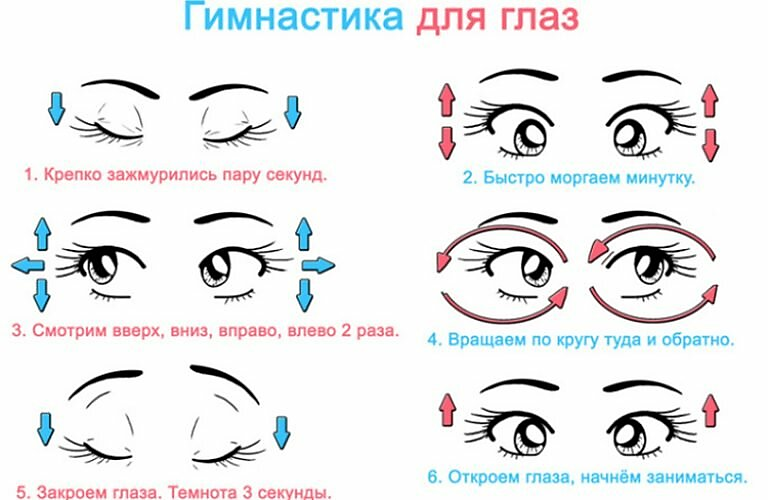 Гимнастика для глаз
1. Крепко зажмурились пару секунд.
2. Быстро моргаем минутку.
3. Смотрим вверх, вниз, вправо, влево 2 раза.
4. Вращаем по кругу туда и обратно.
5. Закроем глаза. Темнота 3 секунды.
6. Откроем глаза, начнём заниматься.